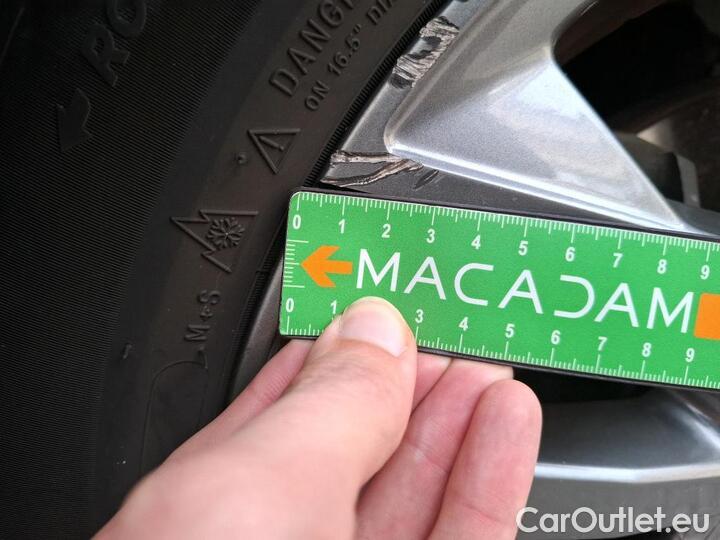 DANG
ON 16.5" DI
RO
M+S
0 1 2 3 4 5 6 7 8 9
MACADAM
0 1 3 4 5 6 7 8 9
CarOutlet.eu